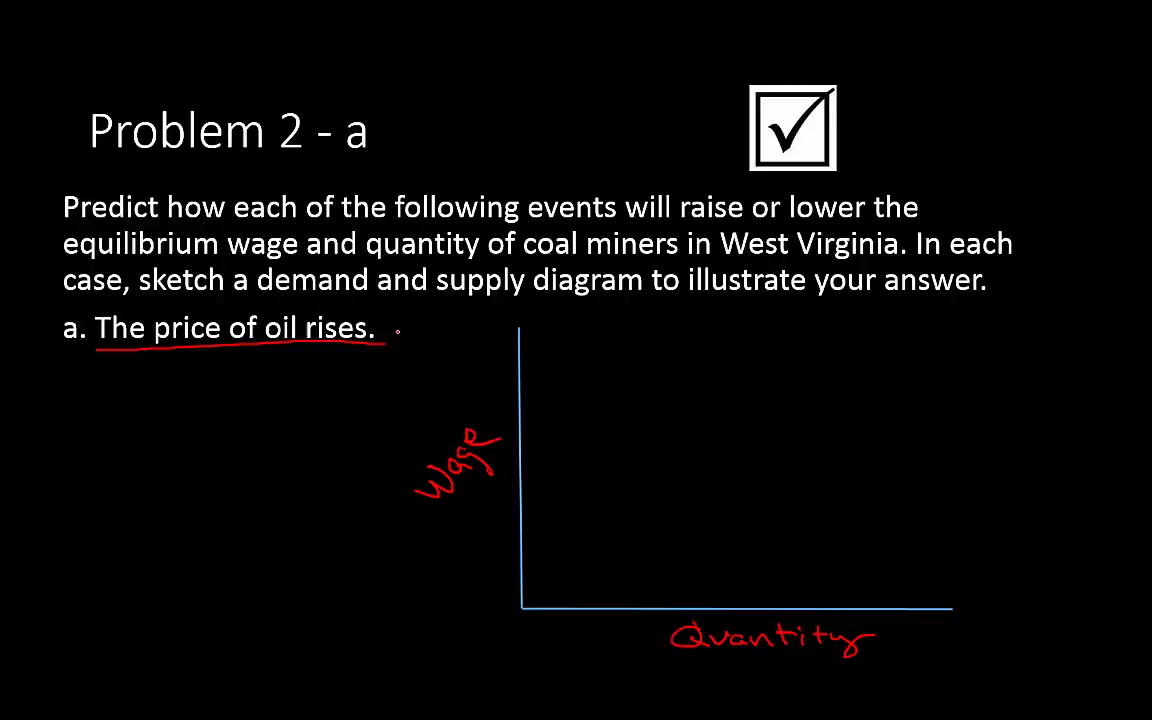 Problem 2 - a
Predict how each of the following events will raise or lower the
equilibrium wage and quantity of coal miners in West Virginia. In each
case, sketch a demand and supply diagram to illustrate your answer.
a. The price of oil rises.
Wage
Quantity